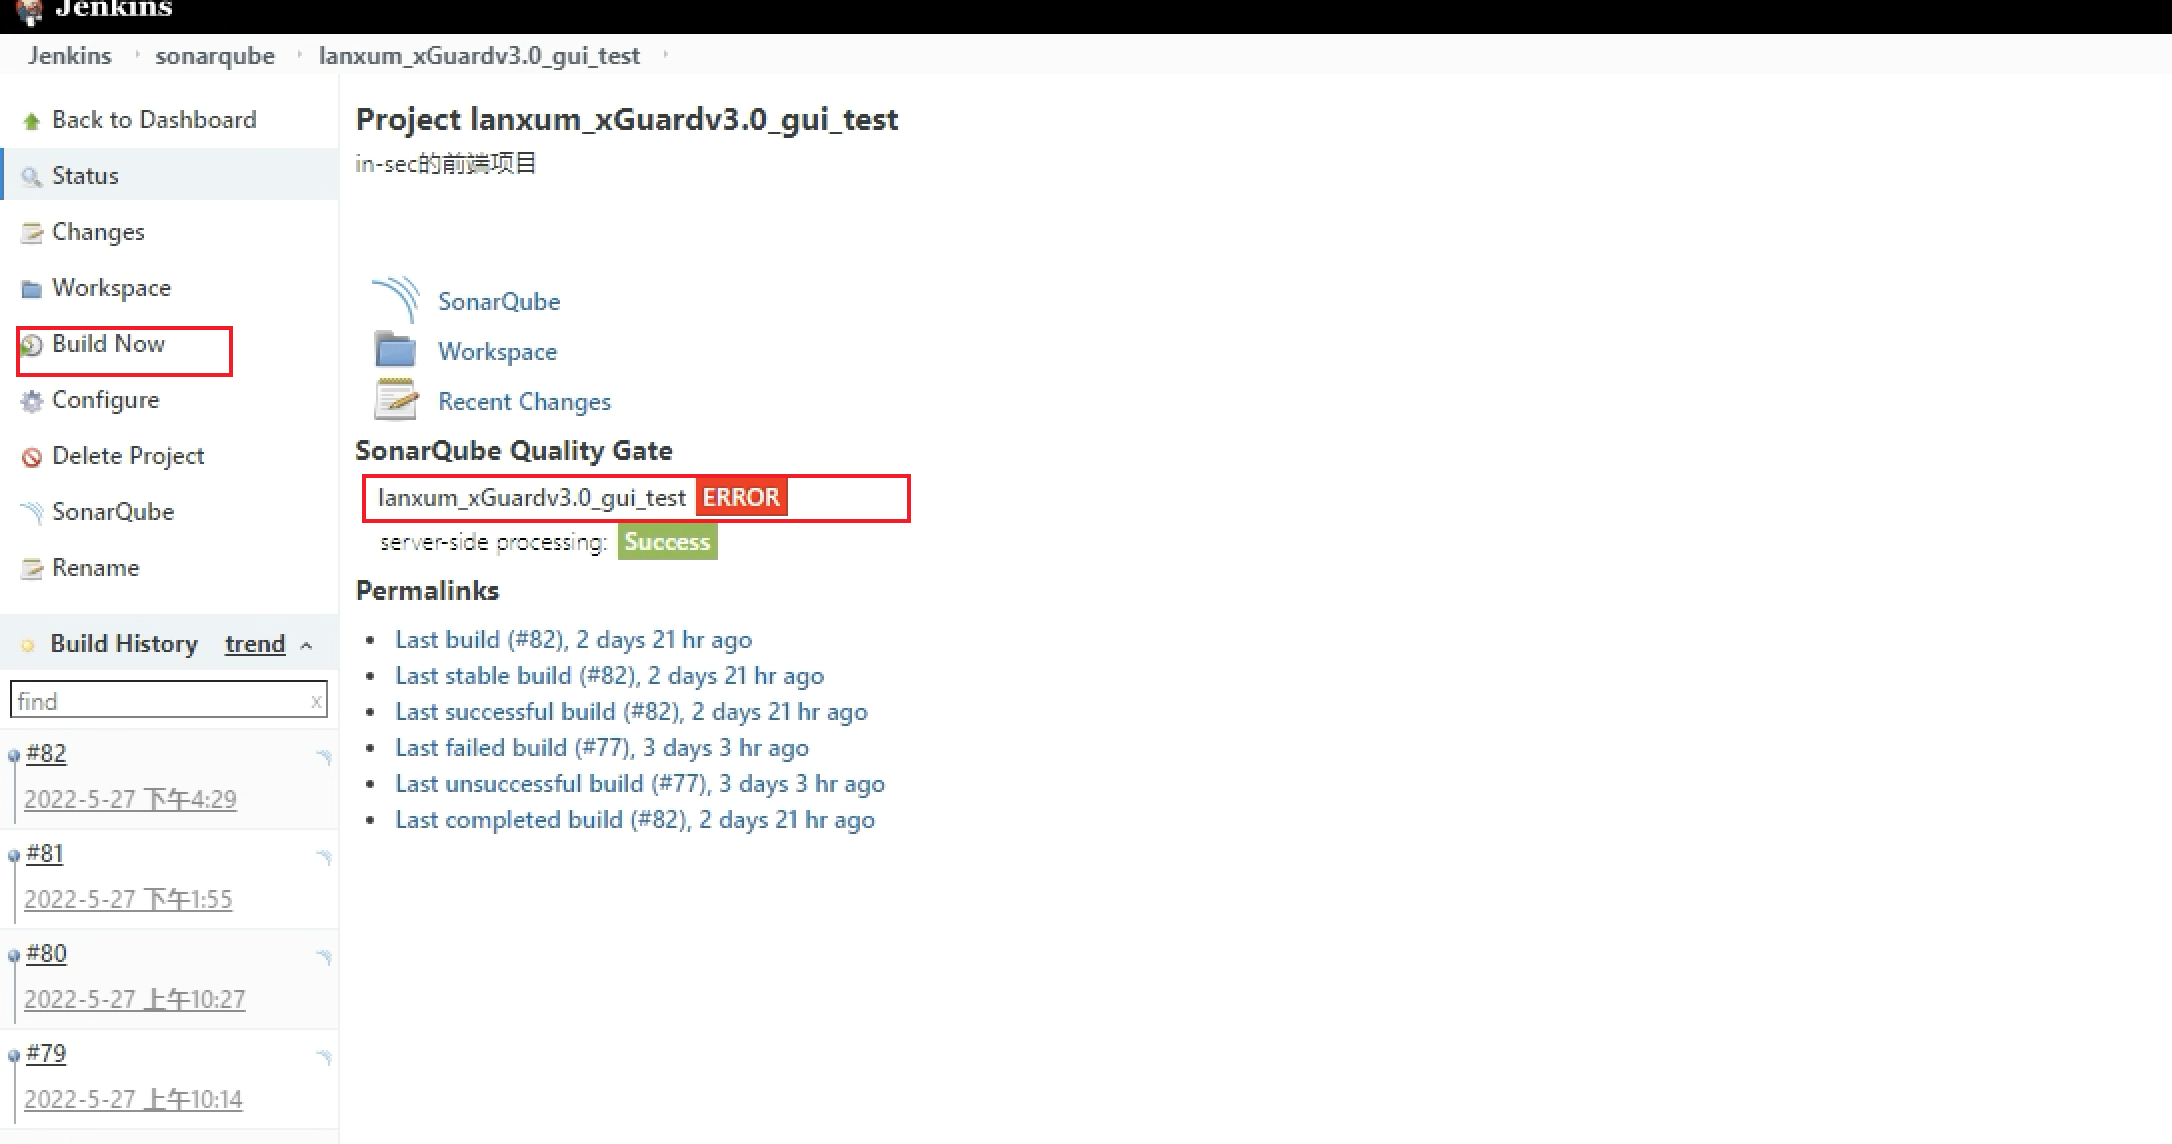 Jenkins
Jenkins sonarqube lanxum_xGuardv3.0_gui_test
Back to Dashboard
Status
Changes
Workspace
Build Now
Configure
Delete Project
SonarQube
Rename
Build History trend
find x
#82
2022-5-27 下午4:29
#81
2022-5-27 下午1:55
#80
2022-5-27 上午10:27
#79
2022-5-27 上午10:14
Project lanxum_xGuardv3.0_gui_test
in-sec的前端项目
SonarQube
Workspace
Recent Changes
SonarQube Quality Gate
lanxum_xGuardv3.0_gui_test ERROR
server-side processing: Success
Permalinks
Last build (#82), 2 days 21 hr ago
Last stable build (#82), 2 days 21 hr ago
Last successful build (#82), 2 days 21 hr ago
Last failed build (#77), 3 days 3 hr ago
Last unsuccessful build (#77), 3 days 3 hr ago
Last completed build (#82), 2 days 21 hr ago